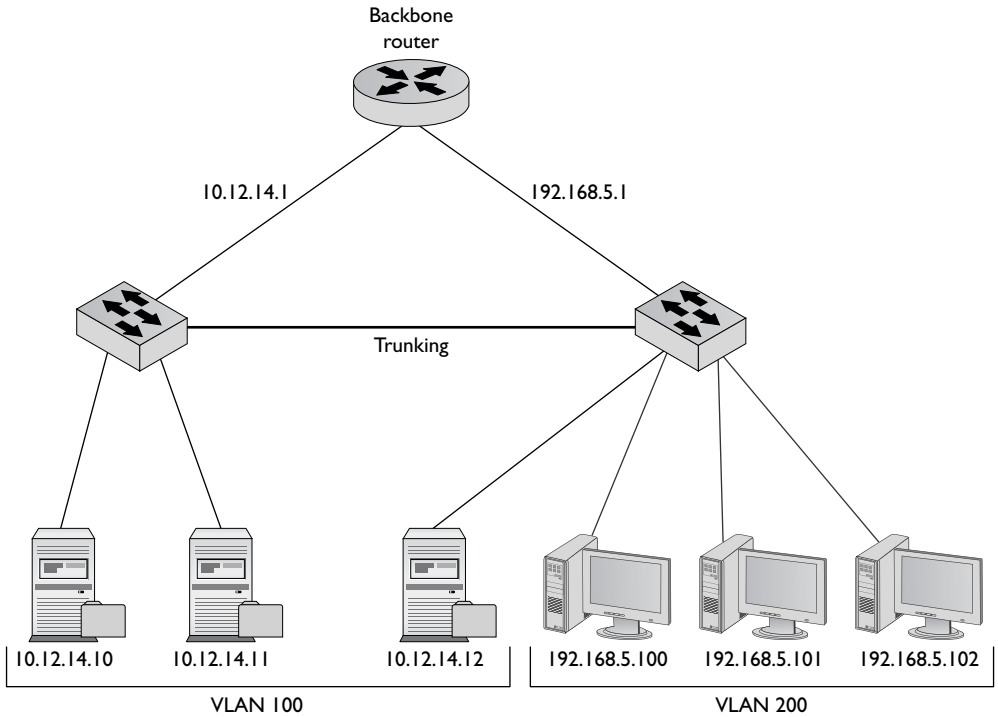 Backbone
router
10.12.14.1
192.168.5.1
Trunking
10.12.14.10
10.12.14.11
10.12.14.12
192.168.5.100
192.168.5.101
192.168.5.102
VLAN 100
VLAN 200